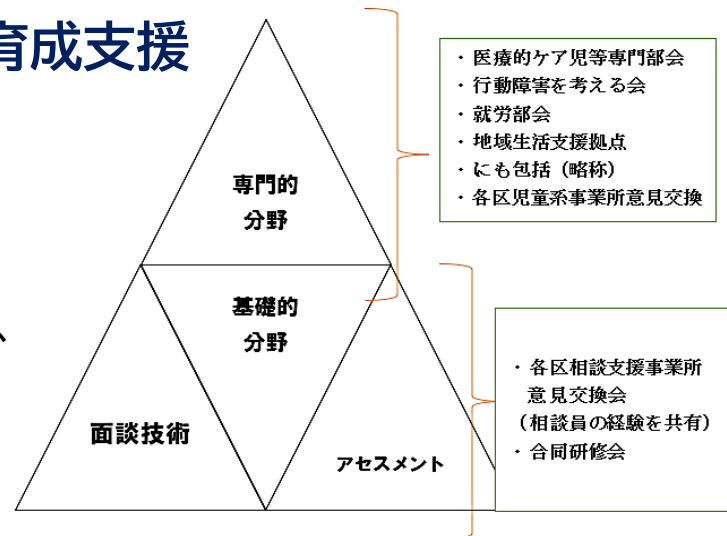 育成支援
専門的
分野
基礎的
分野
面談技術
アセスメント
・医療的ケア児等専門部会
・行動障害を考える会
・就労部会
・地域生活支援拠点
・にも包括（略称）
・各区児童系事業所意見交換
・各区相談支援事業所
意見交換会
（相談員の経験を共有）
・合同研修会
、